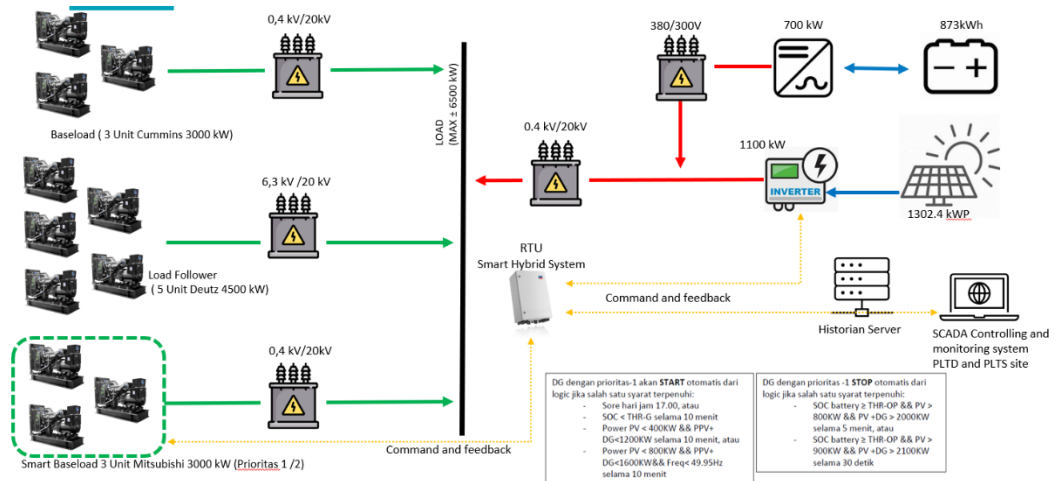 0,4 kV/20kV
Baseload ( 3 Unit Cummins 3000 kW)
6,3 kV /20 kV
Load Follower
( 5 Unit Deutz 4500 kW)
0,4 kV/20kV
Smart Baseload 3 Unit Mitsubishi 3000 kW (Prioritas 1 /2)
LOAD
(MAX ± 6500 kW)
380/300V
700 kW
873kWh
0.4 kV/20kV
1100 kW
INVERTER
1302.4 kWP
RTU
Smart Hybrid System
Command and feedback
Historian Server
SCADA Controlling and
monitoring system
PLTD and PLTS site
Command and feedback
DG dengan prioritas-1 akan START otomatis dari
logic jika salah satu syarat terpenuhi:
- Sore hari jam 17.00, atau
- SOC < THR-G selama 10 menit
- Power PV < 400KW && PPV+
DG<1200KW selama 10 menit, atau
- Power PV < 800KW && PPV+
DG<1600KW&& Freq< 49.95Hz
selama 10 menit
DG dengan prioritas -1 STOP otomatis dari
logic jika salah satu syarat terpenuhi:
- SOC battery ≥ THR-OP && PV >
800KW && PV +DG > 2000KW
selama 5 menit, atau
- SOC battery ≥ THR-OP && PV >
900KW && PV +DG > 2100KW
selama 30 detik